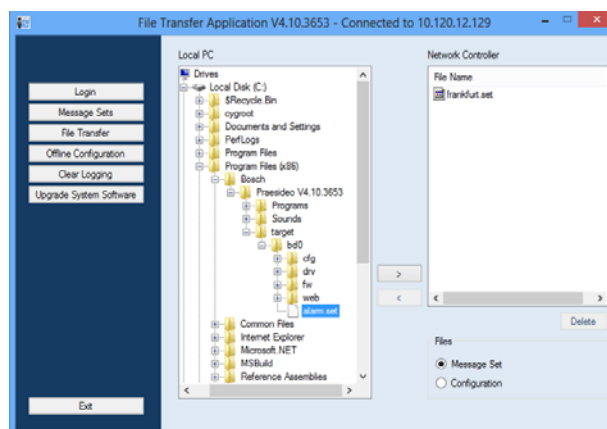 File Transfer Application V4.10.3653 - Connected to 10.120.12.129
Login
Message Sets
File Transfer
Offline Configuration
Clear Logging
Upgrade System Software
Exit
Local PC
Drives
Local Disk (C:)
$Recycle.Bin
cygroot
Documents and Settings
PerfLogs
Program Files
Program Files (x86)
Bosch
Praesideo V4.10.3653
Programs
Sounds
target
bd0
cfg
drv
fw
web
alarm.set
Common Files
Internet Explorer
Microsoft.NET
MSBuild
Reference Assemblies
>
<
Network Controller
File Name
frankfurt.set
Delete
Files
Message Set
Configuration